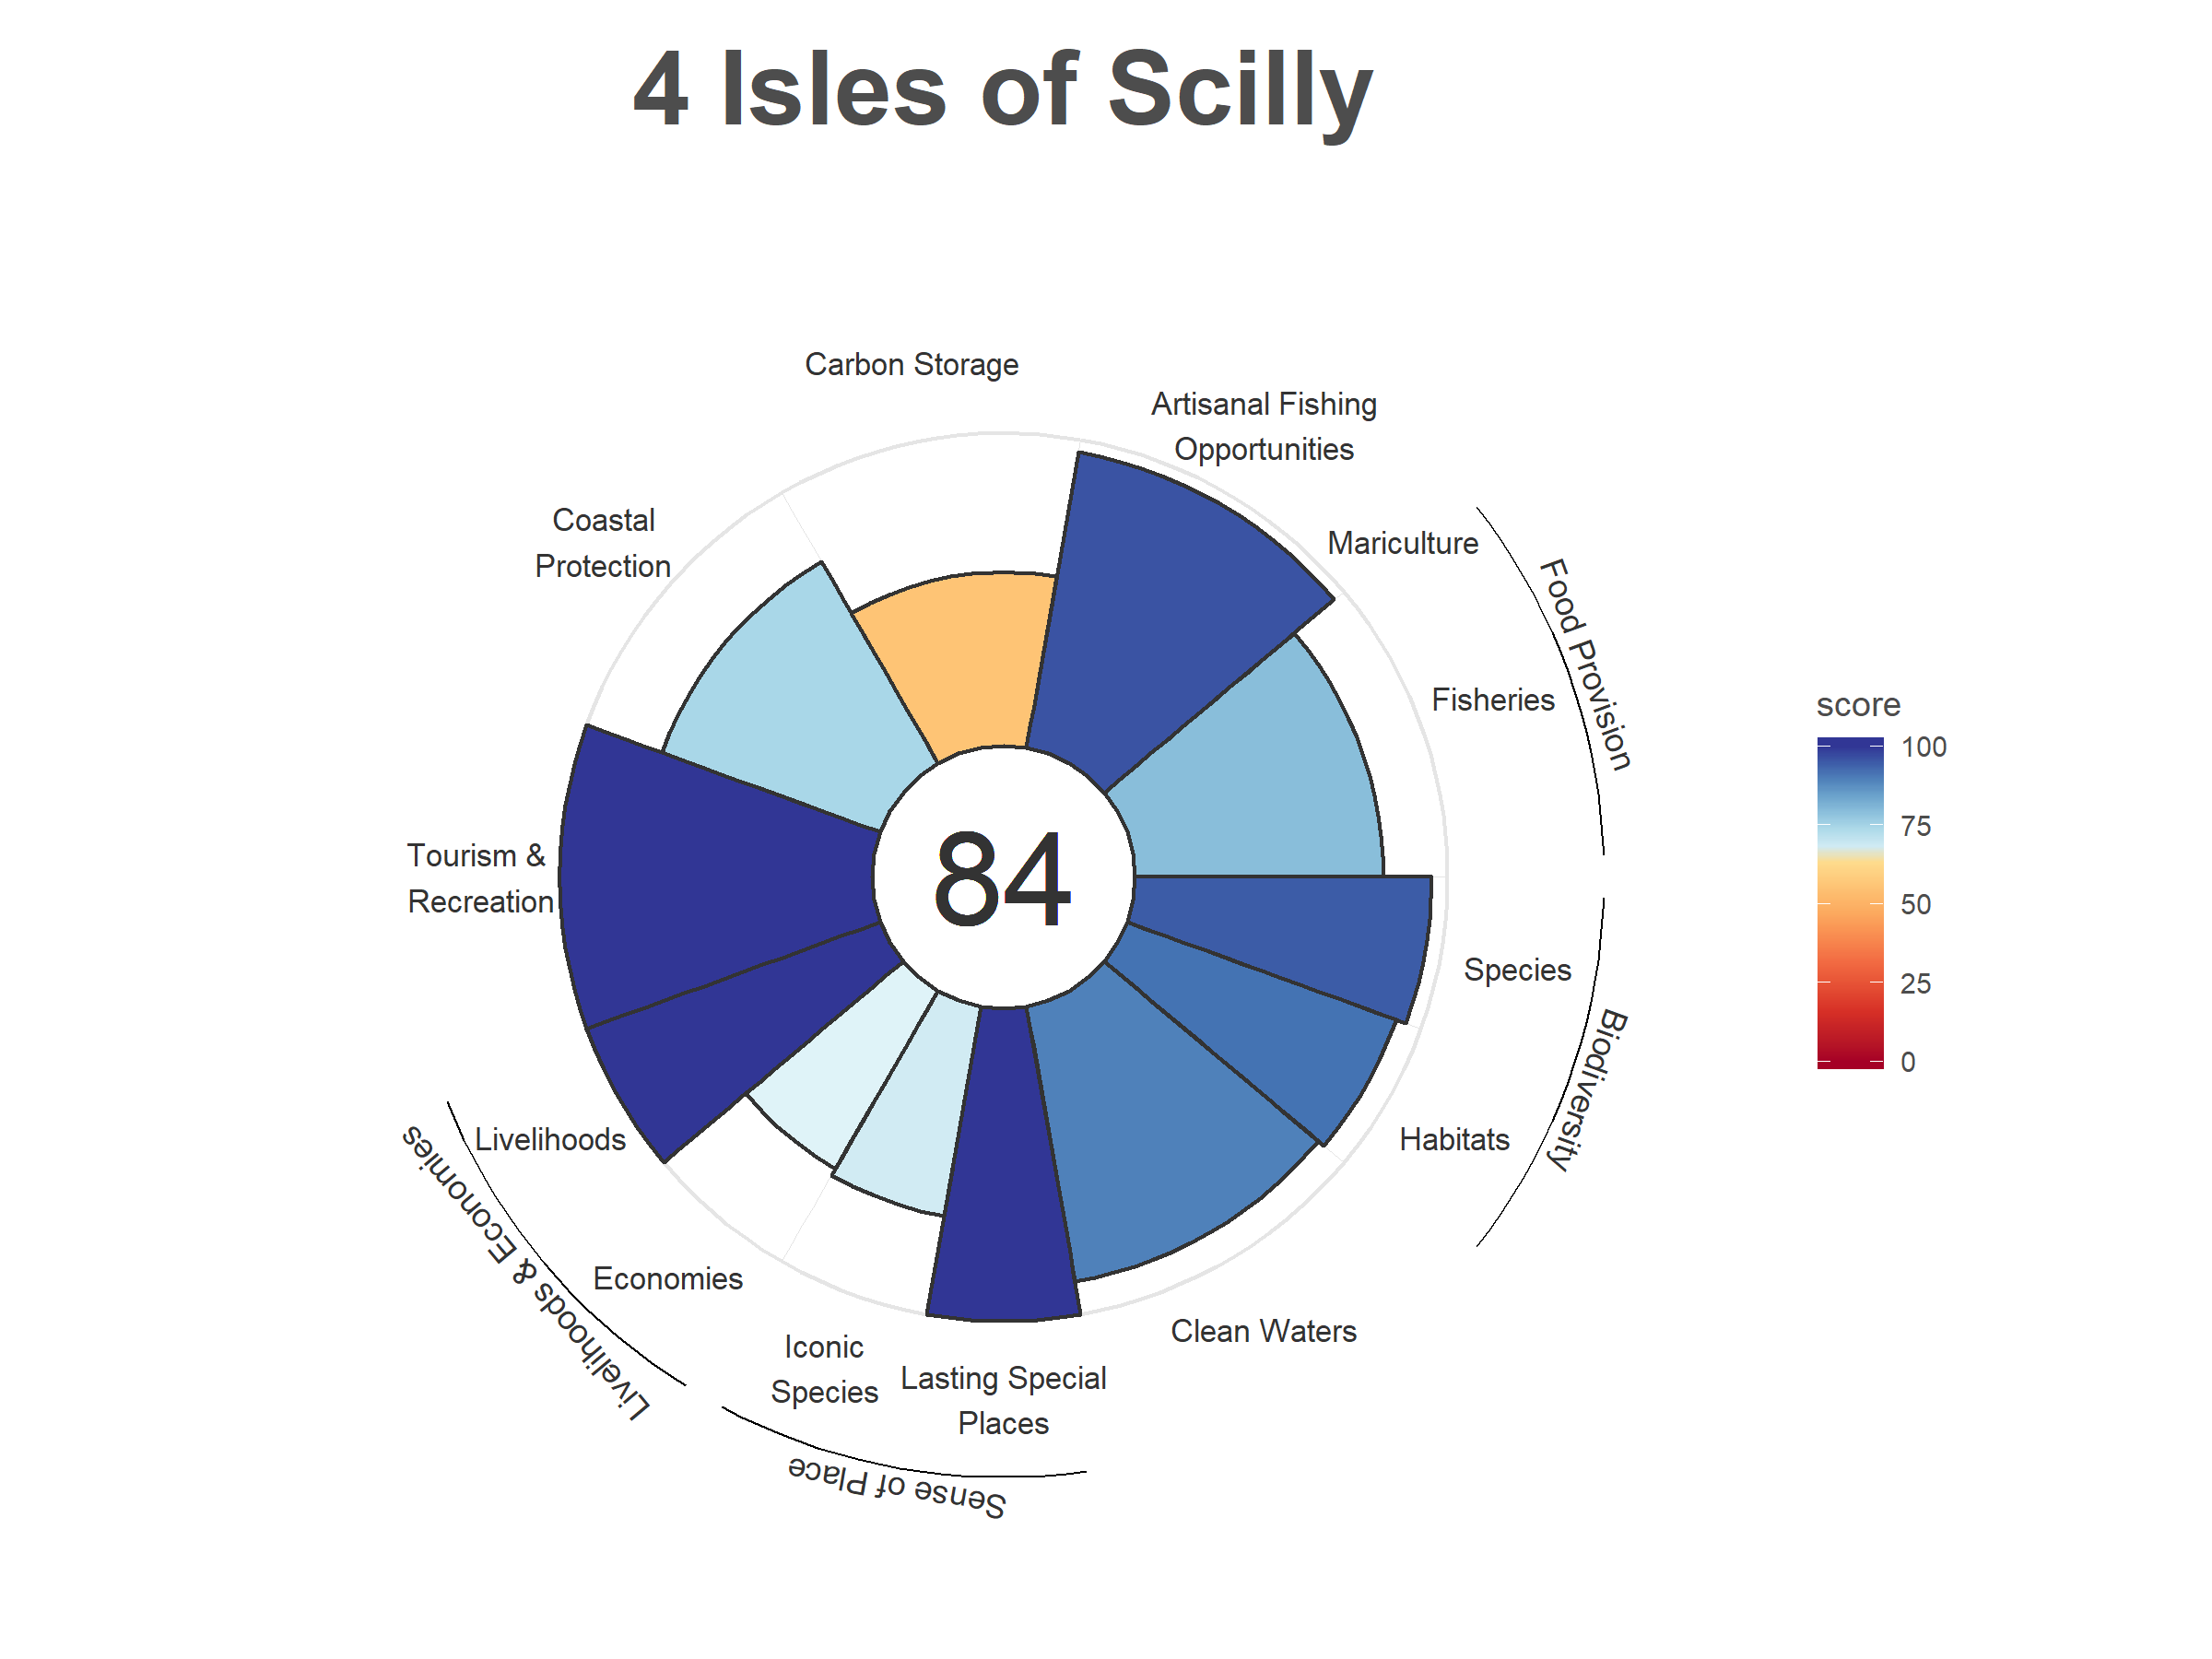 4 Isles of Scilly
Carbon Storage
Artisanal Fishing
Opportunities
Mariculture
Food Provision
Fisheries
Coastal
Protection
Tourism &
Recreation
84
Species
Biodiversity
Habitats
Livelihoods
Livelihoods & Economies
Economies
Clean Waters
Iconic
Species
Lasting Special
Places
Sense of Place
score
100
75
50
25
0